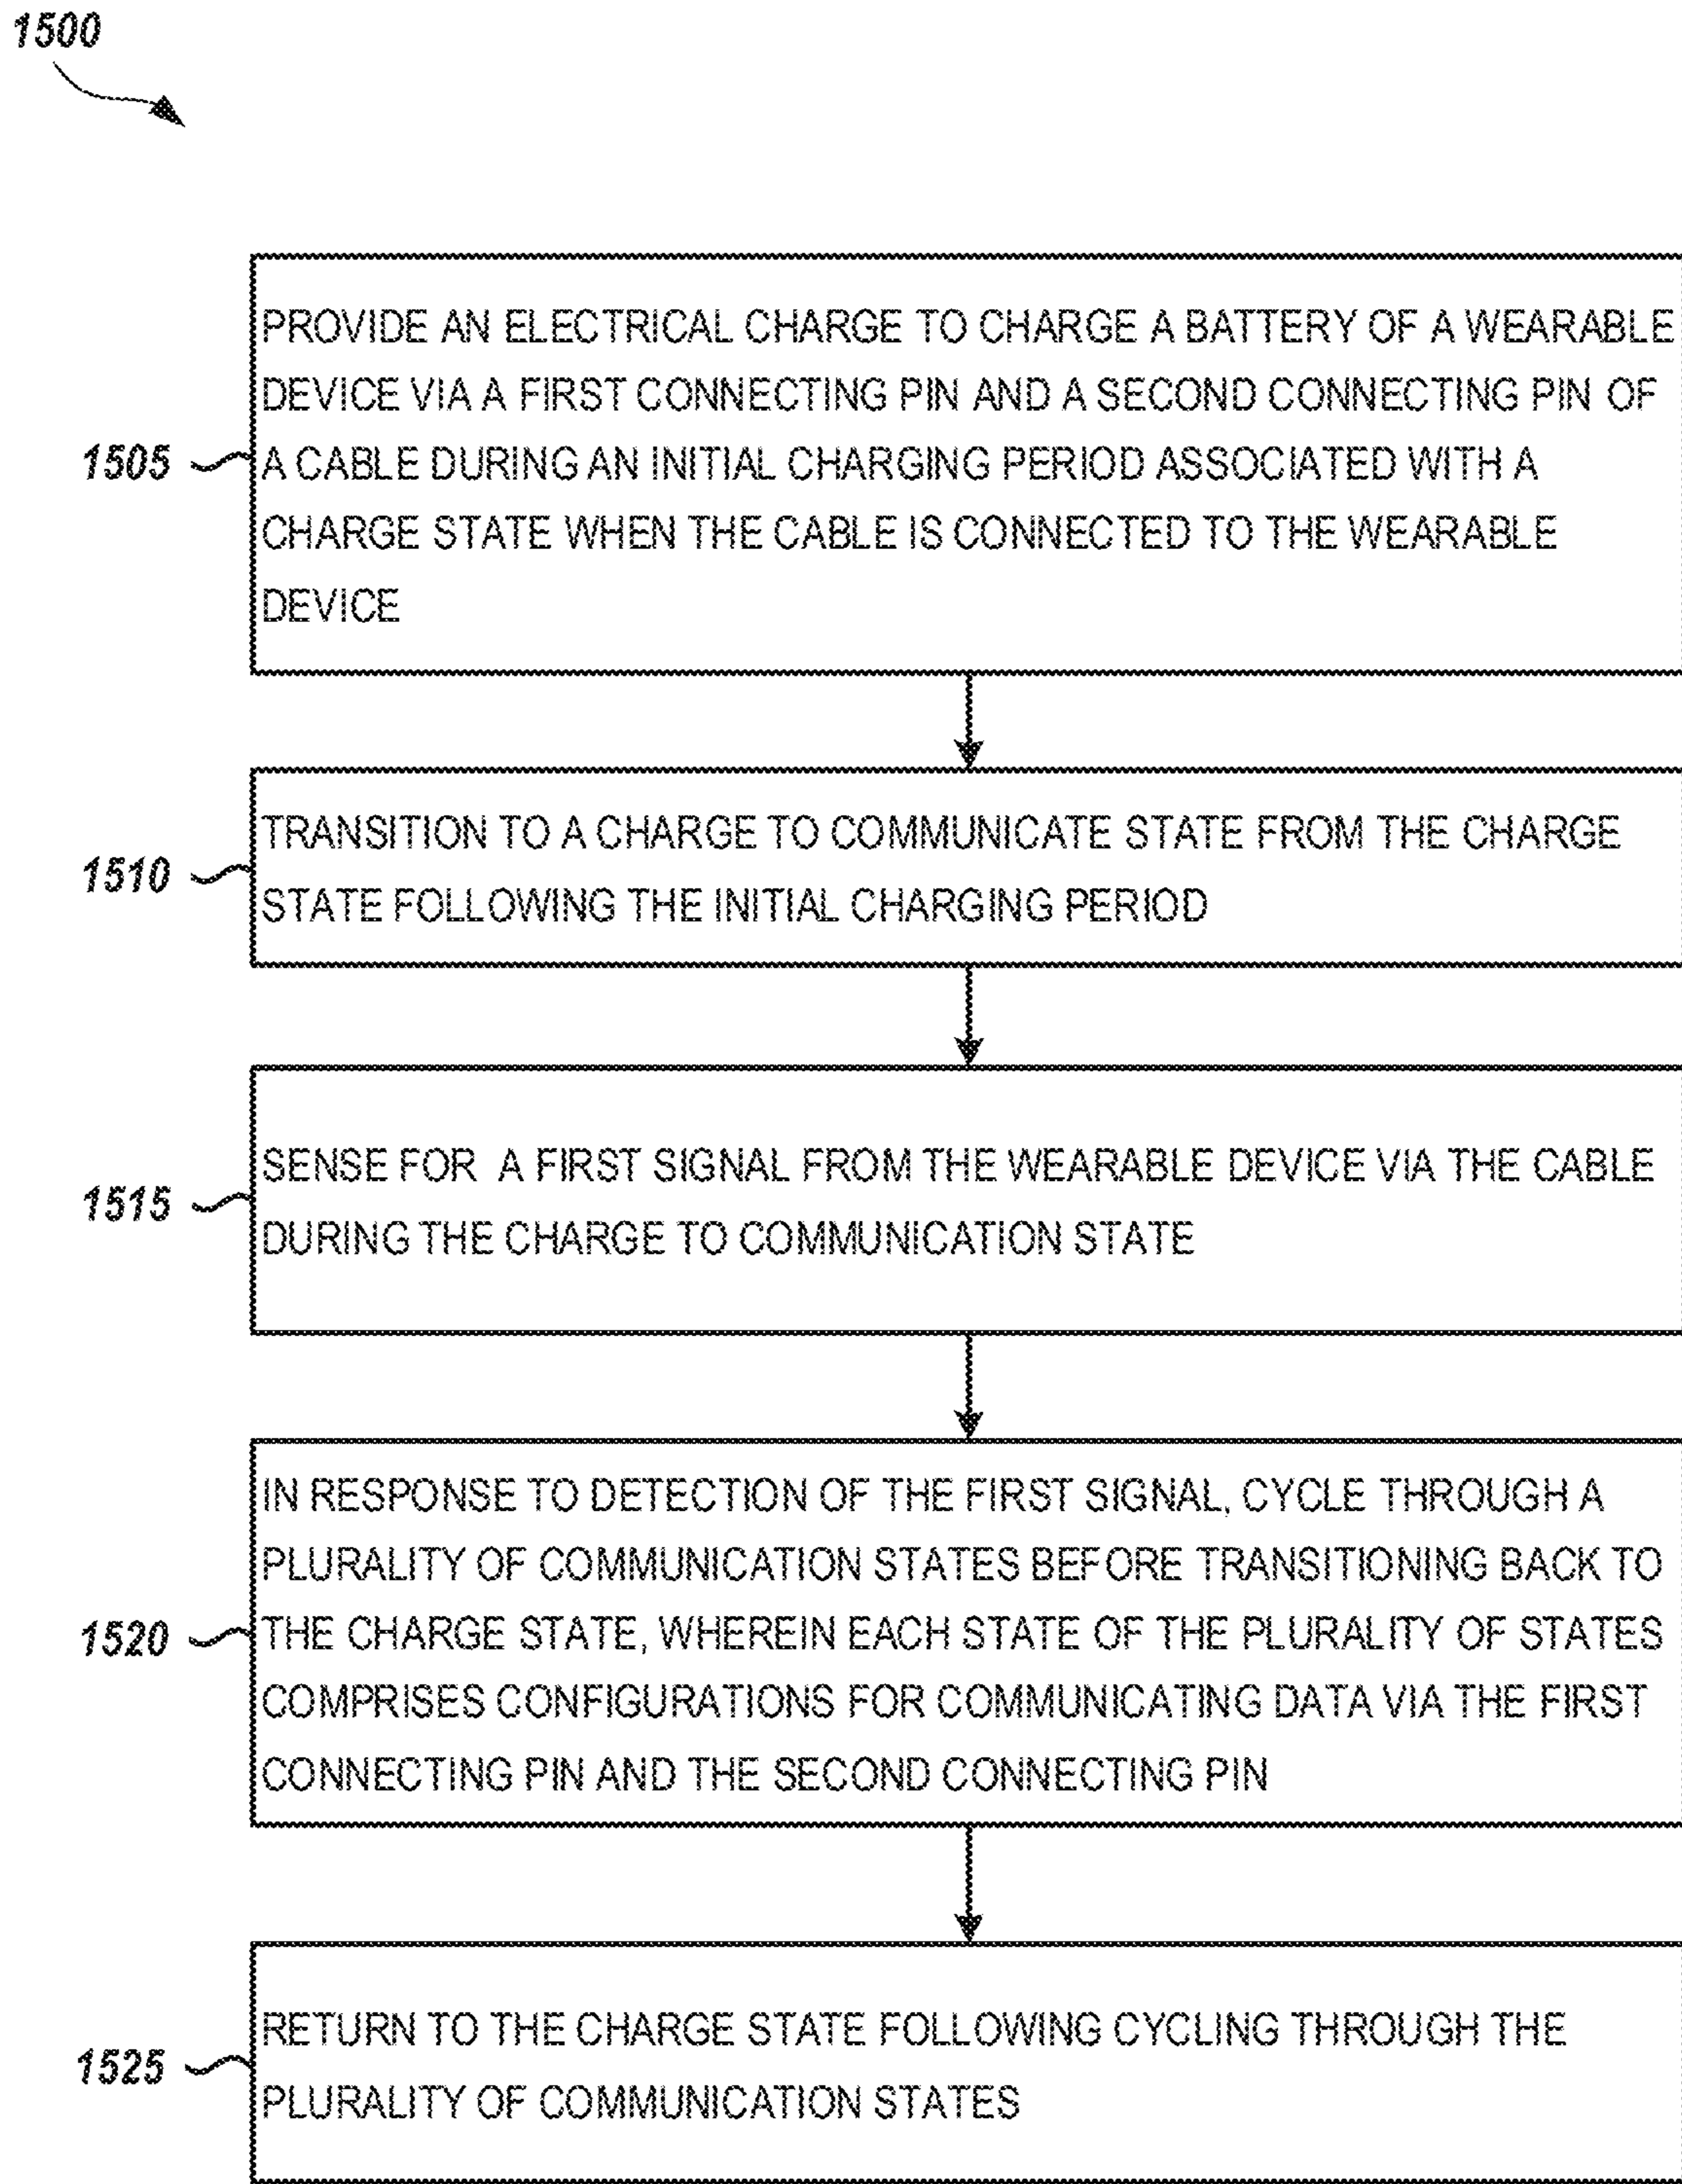 1500
PROVIDE AN ELECTRICAL CHARGE TO CHARGE A BATTERY OF A WEARABLE
DEVICE VIA A FIRST CONNECTING PIN AND A SECOND CONNECTING PIN OF
1505
A CABLE DURING AN INITIAL CHARGING PERIOD ASSOCIATED WITH A
CHARGE STATE WHEN THE CABLE IS CONNECTED TO THE WEARABLE
DEVICE
TRANSITION TO A CHARGE TO COMMUNICATE STATE FROM THE CHARGE
1510
STATE FOLLOWING THE INITIAL CHARGING PERIOD
SENSE FOR A FIRST SIGNAL FROM THE WEARABLE DEVICE VIA THE CABLE
1515
DURING THE CHARGE TO COMMUNICATION STATE
IN RESPONSE TO DETECTION OF THE FIRST SIGNAL, CYCLE THROUGH A
PLURALITY OF COMMUNICATION STATES BEFORE TRANSITIONING BACK TO
1520
THE CHARGE STATE, WHEREIN EACH STATE OF THE PLURALITY OF STATES
COMPRISES CONFIGURATIONS FOR COMMUNICATING DATA VIA THE FIRST
CONNECTING PIN AND THE SECOND CONNECTING PIN
RETURN TO THE CHARGE STATE FOLLOWING CYCLING THROUGH THE
1525
PLURALITY OF COMMUNICATION STATES